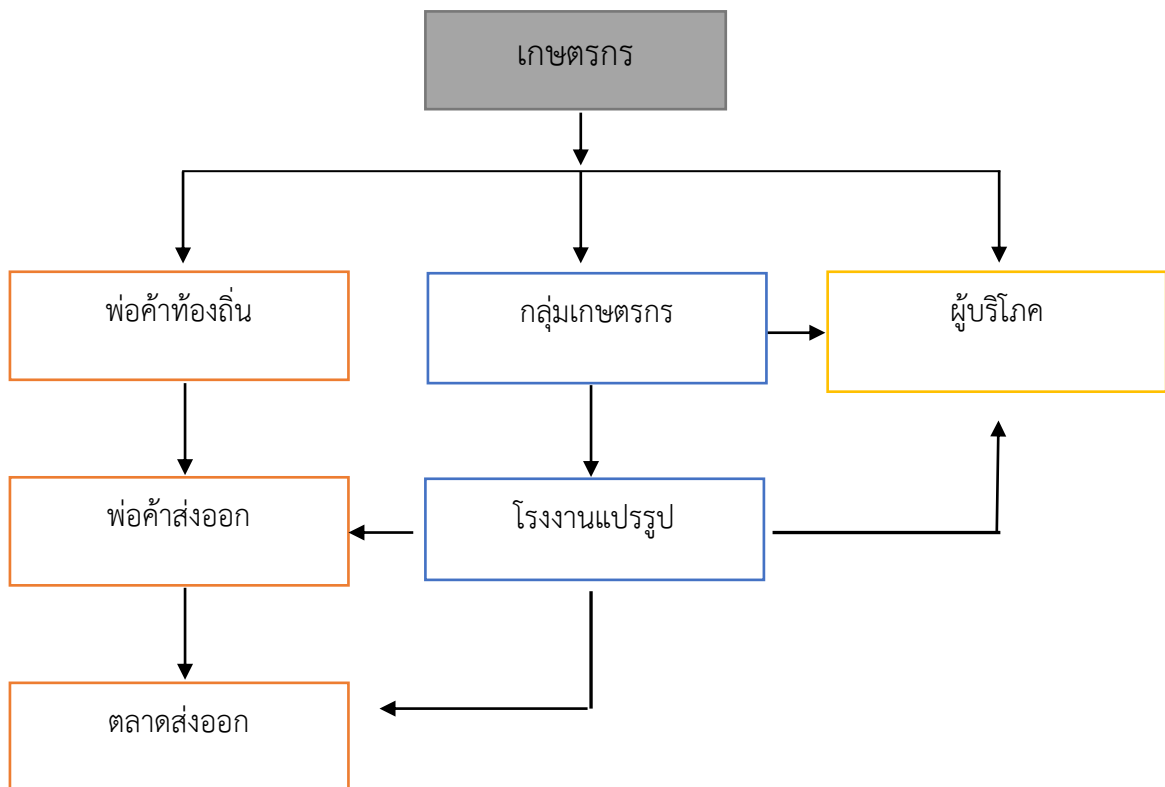 เกษตรกร
พ่อค้าท้องถิ่น
กลุ่มเกษตรกร
ผู้บริโภค
พ่อค้าส่งออก
โรงงานแปรรูป
ตลาดส่งออก